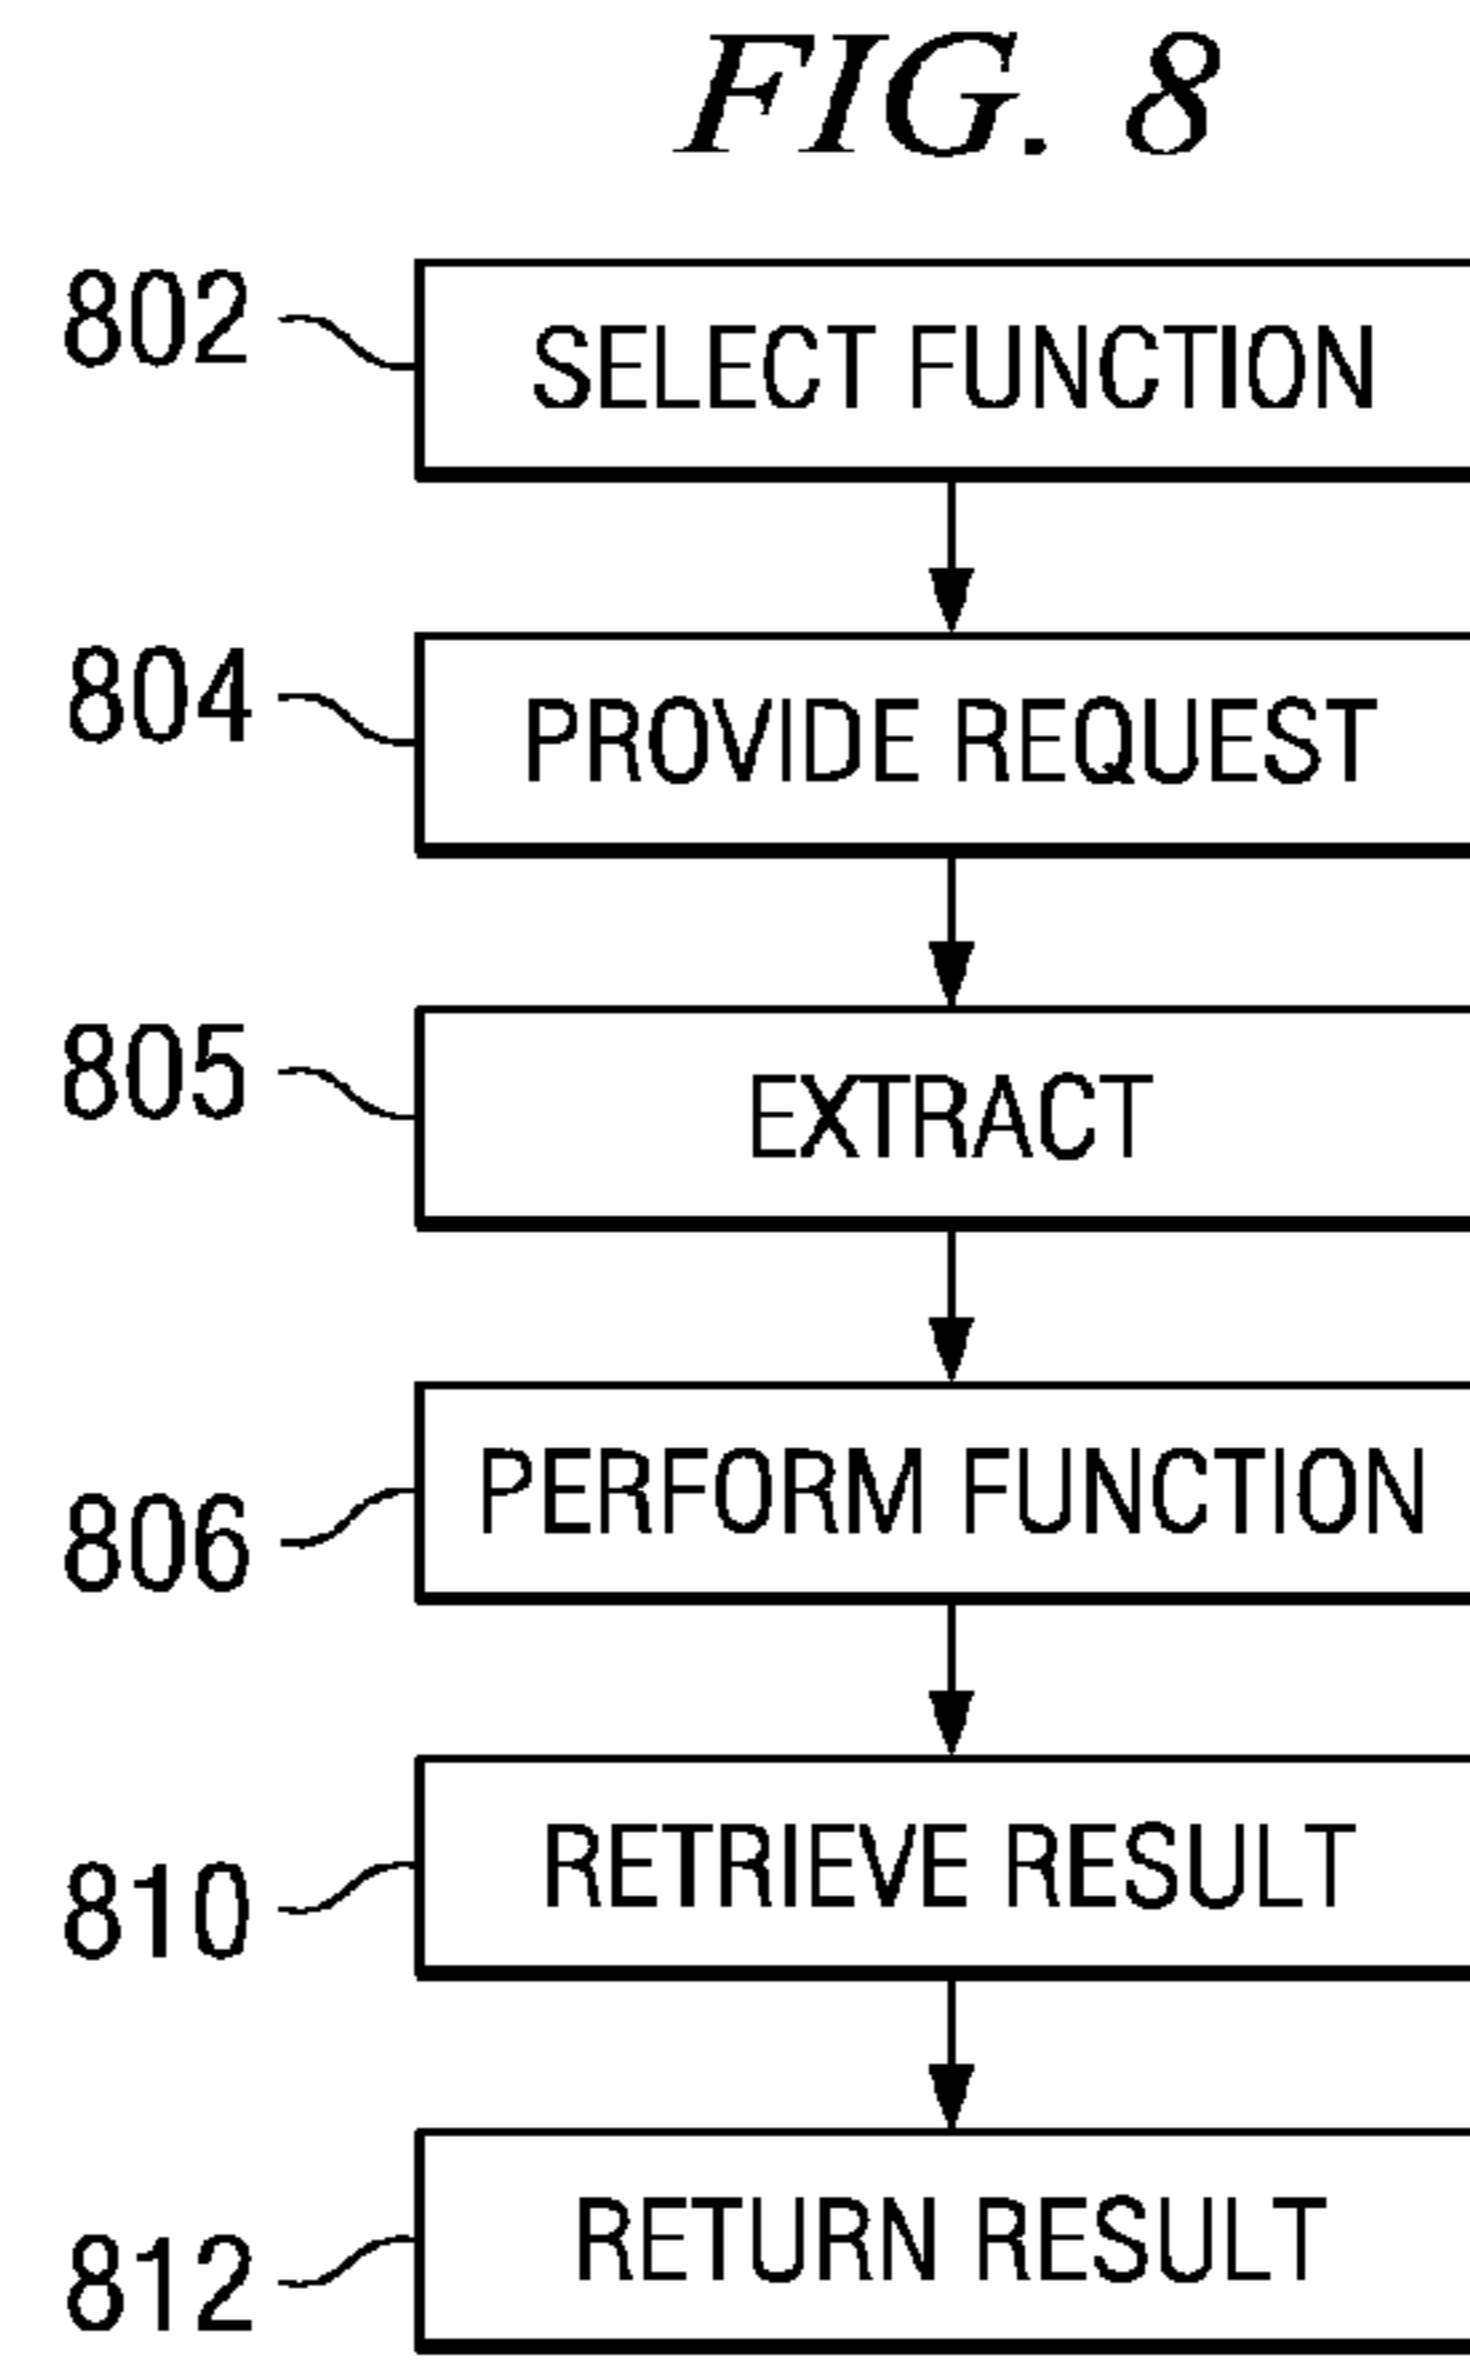 FIG. 8
802 SELECT FUNCTION
804 PROVIDE REQUEST
805 EXTRACT
806 PERFORM FUNCTION
810 RETRIEVE RESULT
812 RETURN RESULT